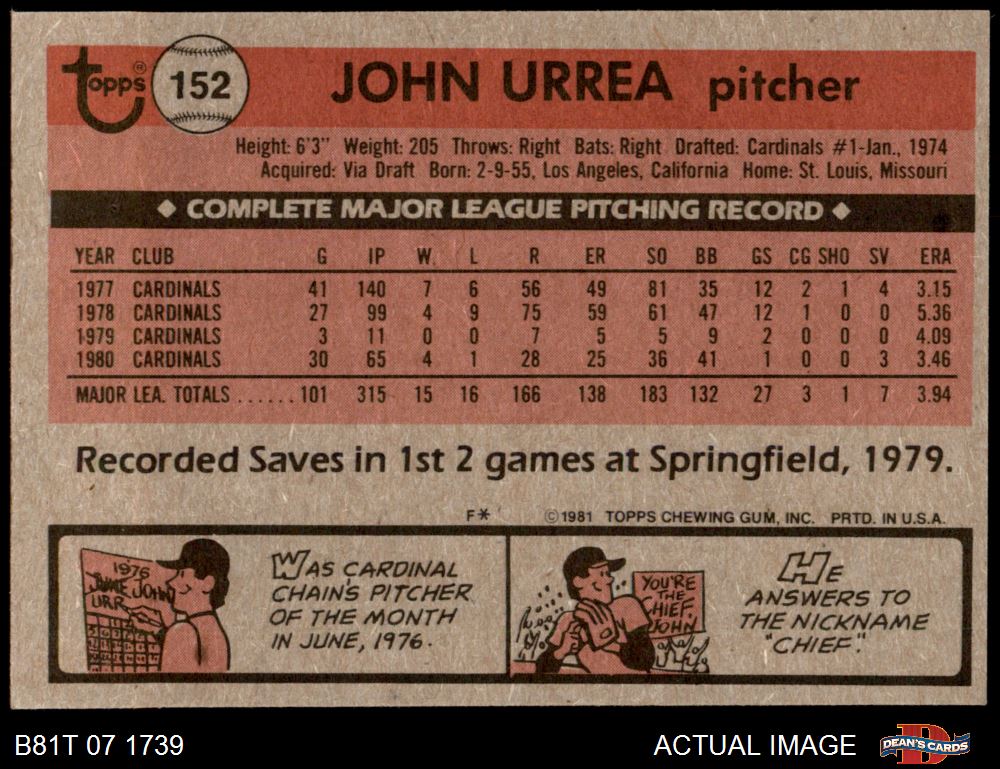 Topps® 152 JOHN URREA pitcher
Height: 6'3" Weight: 205 Throws: Right Bats: Right Drafted: Cardinals #1-Jan., 1974
Acquired: Via Draft Born: 2-9-55, Los Angeles, California Home: St. Louis, Missouri
◆ COMPLETE MAJOR LEAGUE PITCHING RECORD ◆
YEAR CLUB G IP W L R ER SO BB GS CG SHO SV ERA
1977 CARDINALS 41 140 7 6 56 49 81 35 12 2 1 4 3.15
1978 CARDINALS 27 99 4 9 75 59 61 47 12 1 0 0 5.36
1979 CARDINALS 3 11 0 0 7 5 5 9 2 0 0 0 4.09
1980 CARDINALS 30 65 4 1 28 25 36 41 1 0 0 3 3.46
MAJOR LEA. TOTALS ...... 101 315 15 16 166 138 183 132 27 3 1 7 3.94
Recorded Saves in 1st 2 games at Springfield, 1979.
F* ©1981 TOPPS CHEWING GUM, INC. PRTD. IN U.S.A.
1976
JUNE JOHN
URR
WAS CARDINAL
CHAIN'S PITCHER
OF THE MONTH
IN JUNE, 1976.
YOU'RE
THE
CHIEF,
JOHN
HE
ANSWERS TO
THE NICKNAME
"CHIEF."
B81T 07 1739 ACTUAL IMAGE DEAN'S CARDS